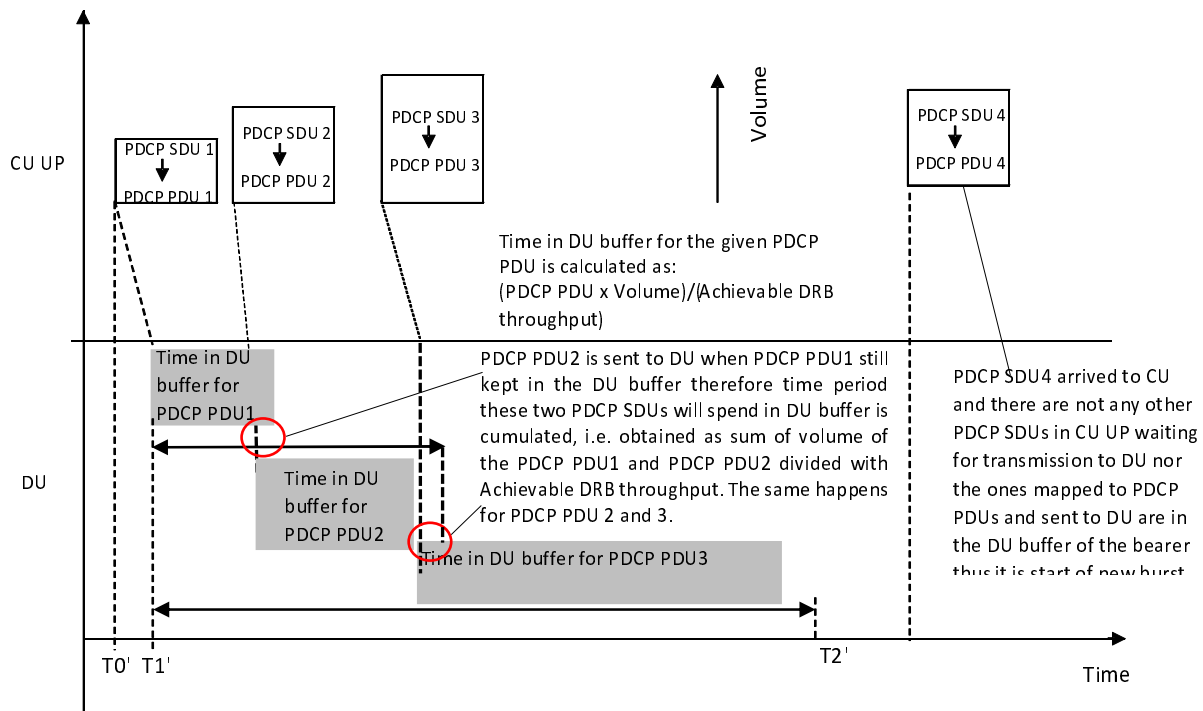 CU UP
PDCP SDU 1
PDCP PDU 1
PDCP SDU 2
PDCP PDU 2
PDCP SDU 3
PDCP PDU 3
Volume
PDCP SDU 4
PDCP PDU 4
Time in DU buffer for the given PDCP
PDU is calculated as:
(PDCP PDU x Volume)/(Achievable DRB
throughput)
DU
Time in DU
buffer for
PDCP PDU1
Time in DU
buffer for
PDCP PDU2
Time in DU buffer for PDCP PDU3
PDCP PDU2 is sent to DU when PDCP PDU1 still
kept in the DU buffer therefore time period
these two PDCP SDUs will spend in DU buffer is
cumulated, i.e. obtained as sum of volume of
the PDCP PDU1 and PDCP PDU2 divided with
Achievable DRB throughput. The same happens
for PDCP PDU 2 and 3.
PDCP SDU4 arrived to CU
and there are not any other
PDCP SDUs in CU UP waiting
for transmission to DU nor
the ones mapped to PDCP
PDUs and sent to DU are in
the DU buffer of the bearer
thus it is start of new burst
T0'
T1'
T2'
Time